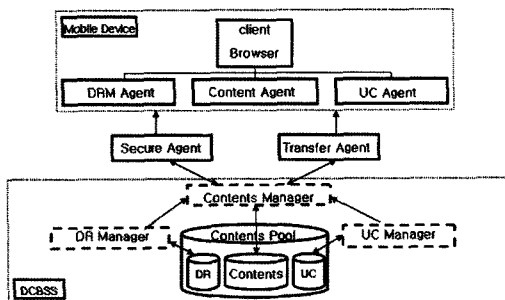 Mobile Device
client
Browser
DRM Agent
Content Agent
UC Agent
Secure Agent
Transfer Agent
Contents Manager
DR Manager
Contents Pool
UC Manager
DR
Contents
UC
DCBSS